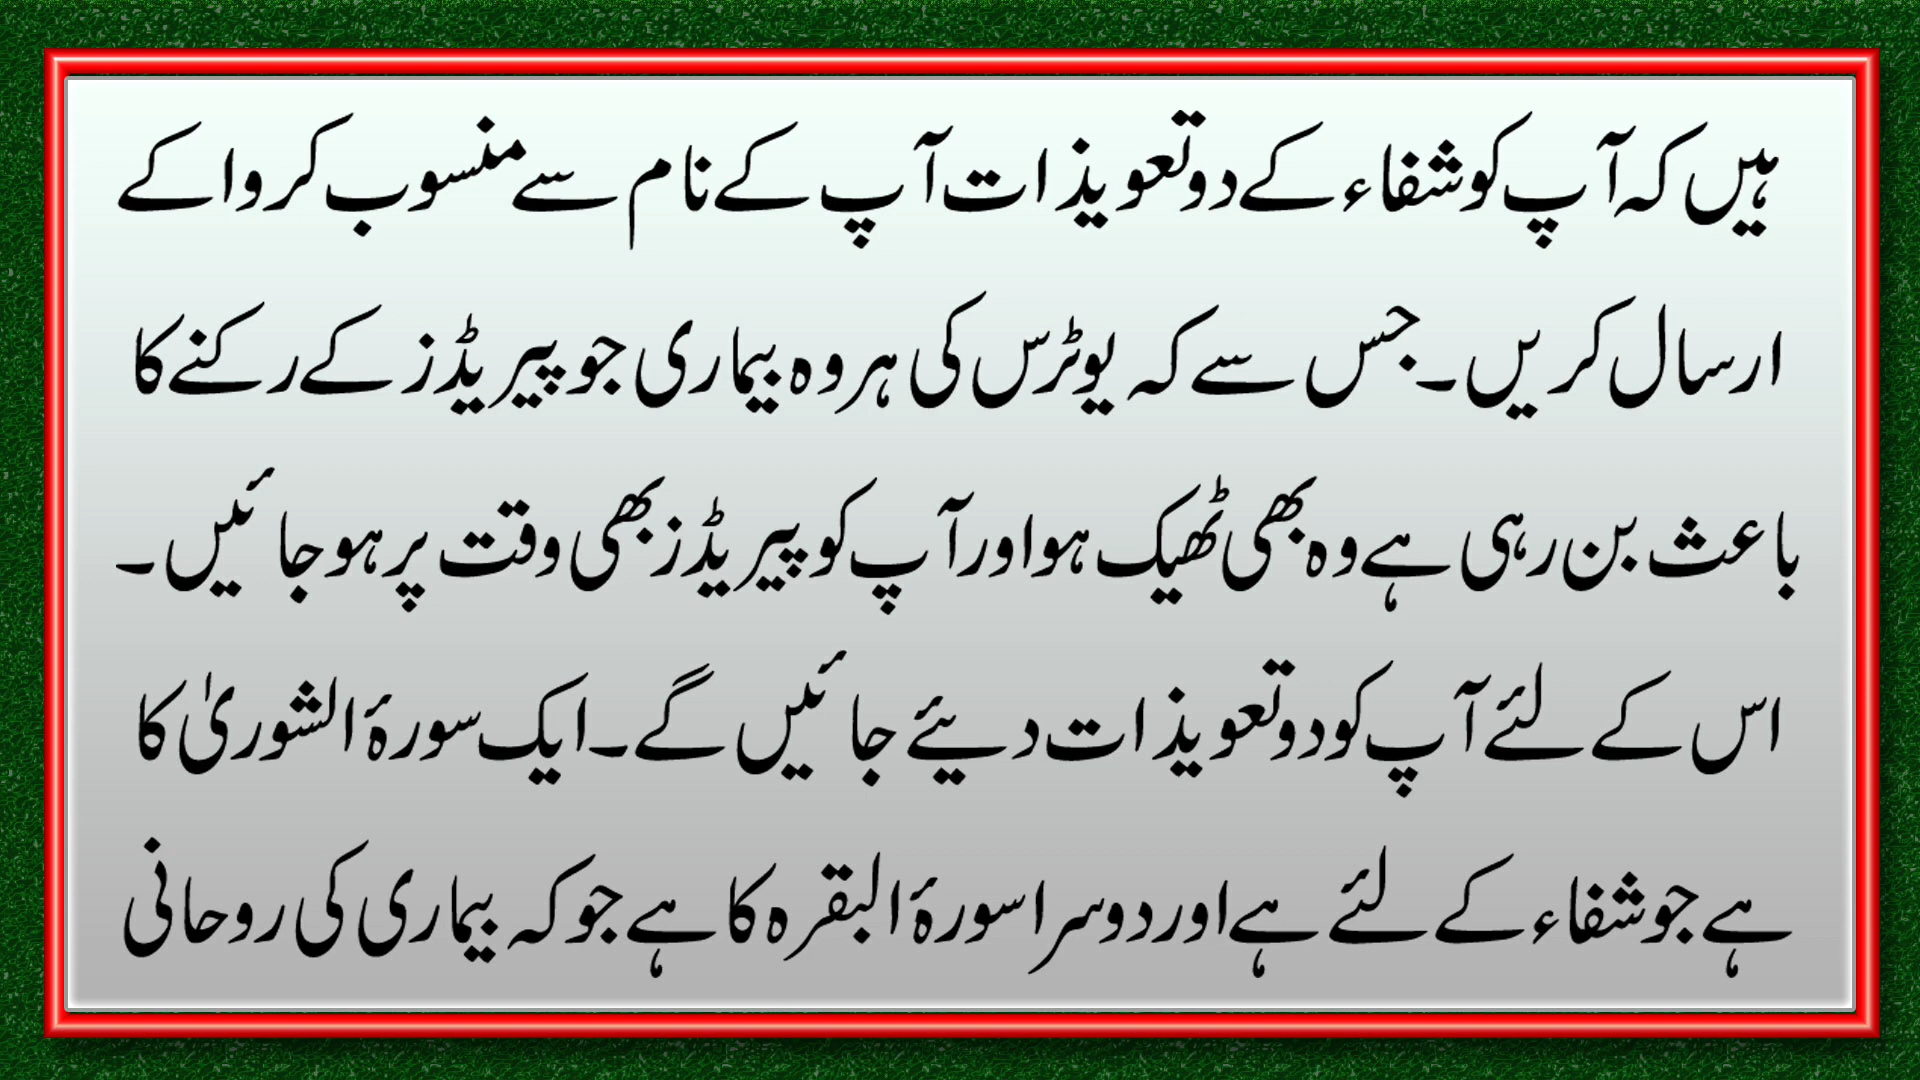 ہیں کہ آپ کو شفاء کے دو تعویذات آپ کے نام سے منسوب کروا کے
ارسال کریں۔ جس سے کہ یوٹرس کی ہر وہ بیماری جو پیریڈز کے رکنے کا
باعث بن رہی ہے وہ بھی ٹھیک ہو اور آپ کو پیریڈز بھی وقت پر ہو جائیں۔
اس کے لئے آپ کو دو تعویذات دیئے جائیں گے۔ ایک سورۂ الشوریٰ کا
ہے جو شفاء کے لئے ہے اور دوسرا سورۂ البقرہ کا ہے جو کہ بیماری کی روحانی